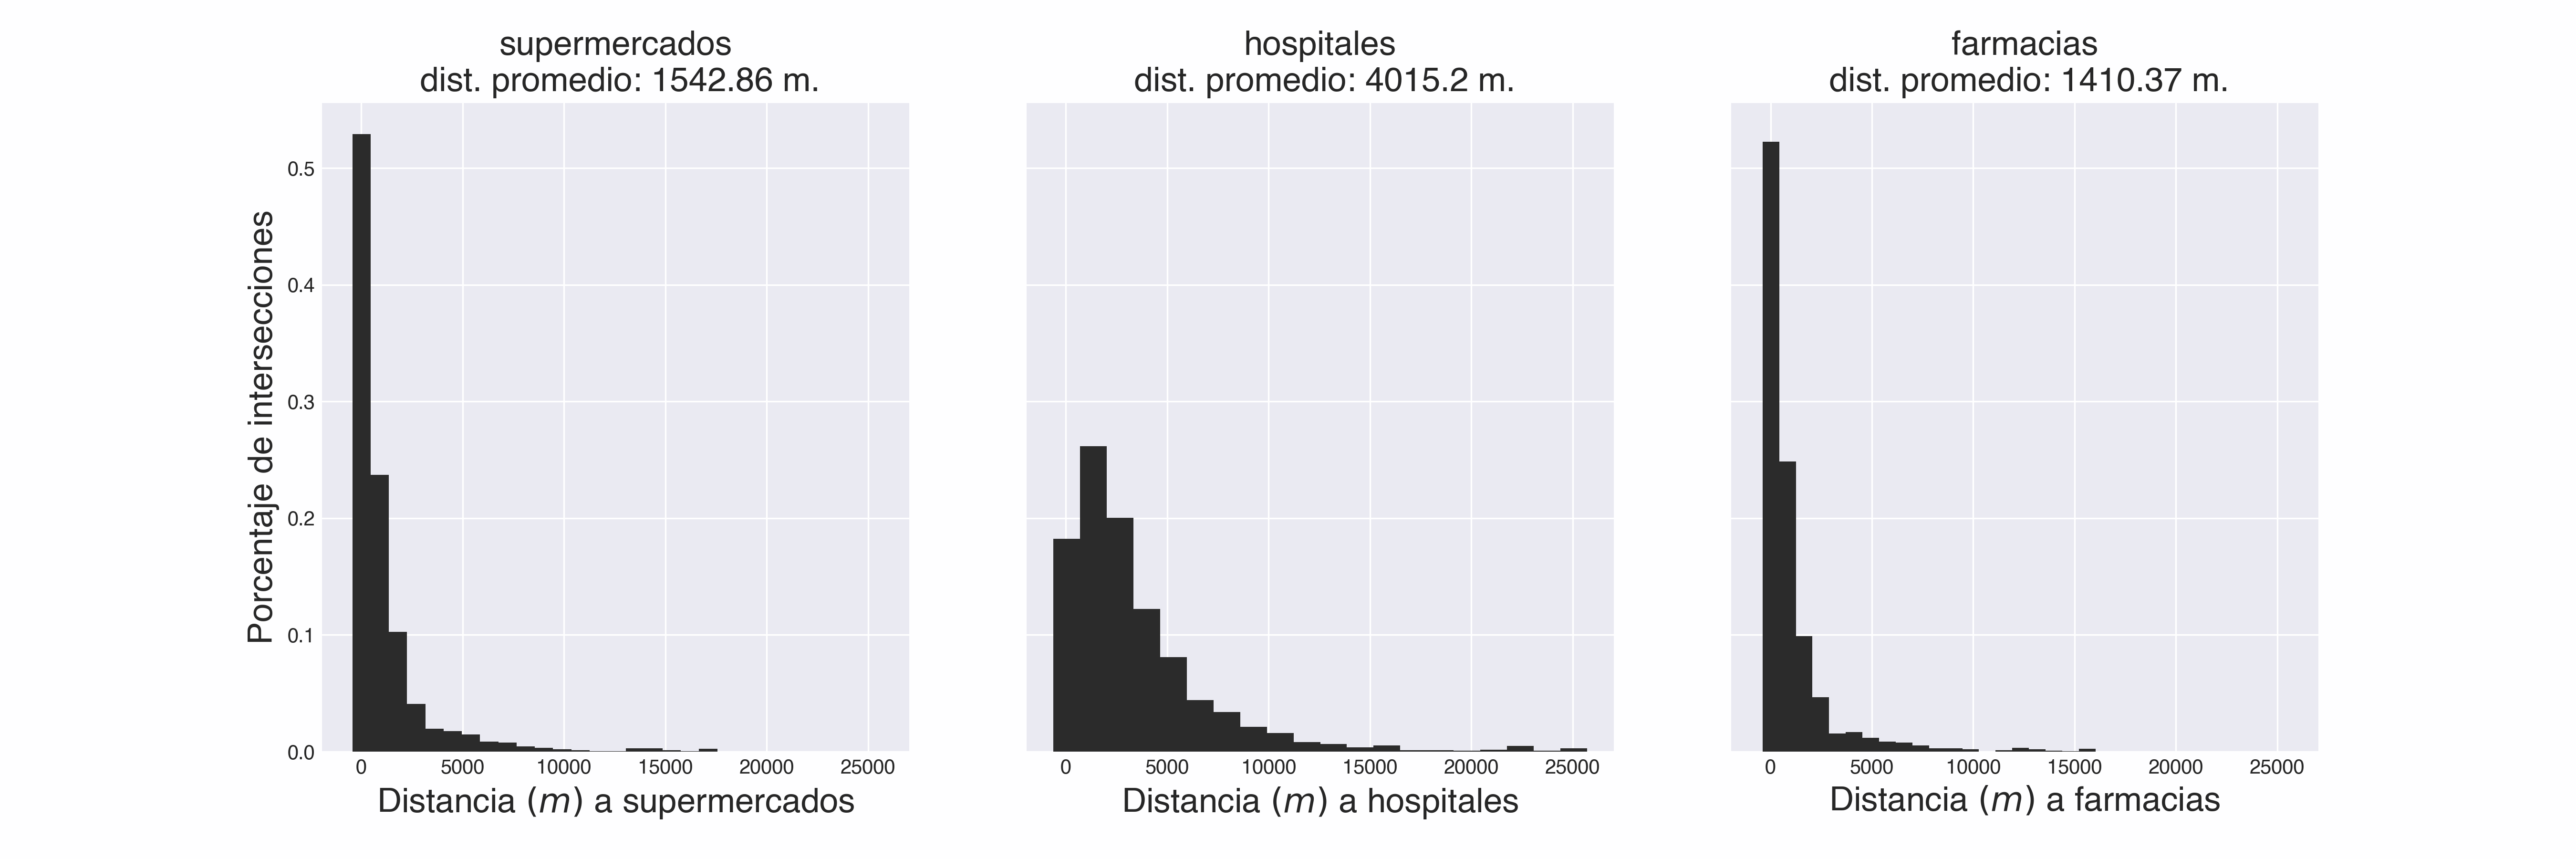 supermercados
dist. promedio: 1542.86 m.
Porcentaje de intersecciones
0.5
0.4
0.3
0.2
0.1
0.0
0 5000 10000 15000 20000 25000
Distancia (m) a supermercados
hospitales
dist. promedio: 4015.2 m.
0 5000 10000 15000 20000 25000
Distancia (m) a hospitales
farmacias
dist. promedio: 1410.37 m.
0 5000 10000 15000 20000 25000
Distancia (m) a farmacias